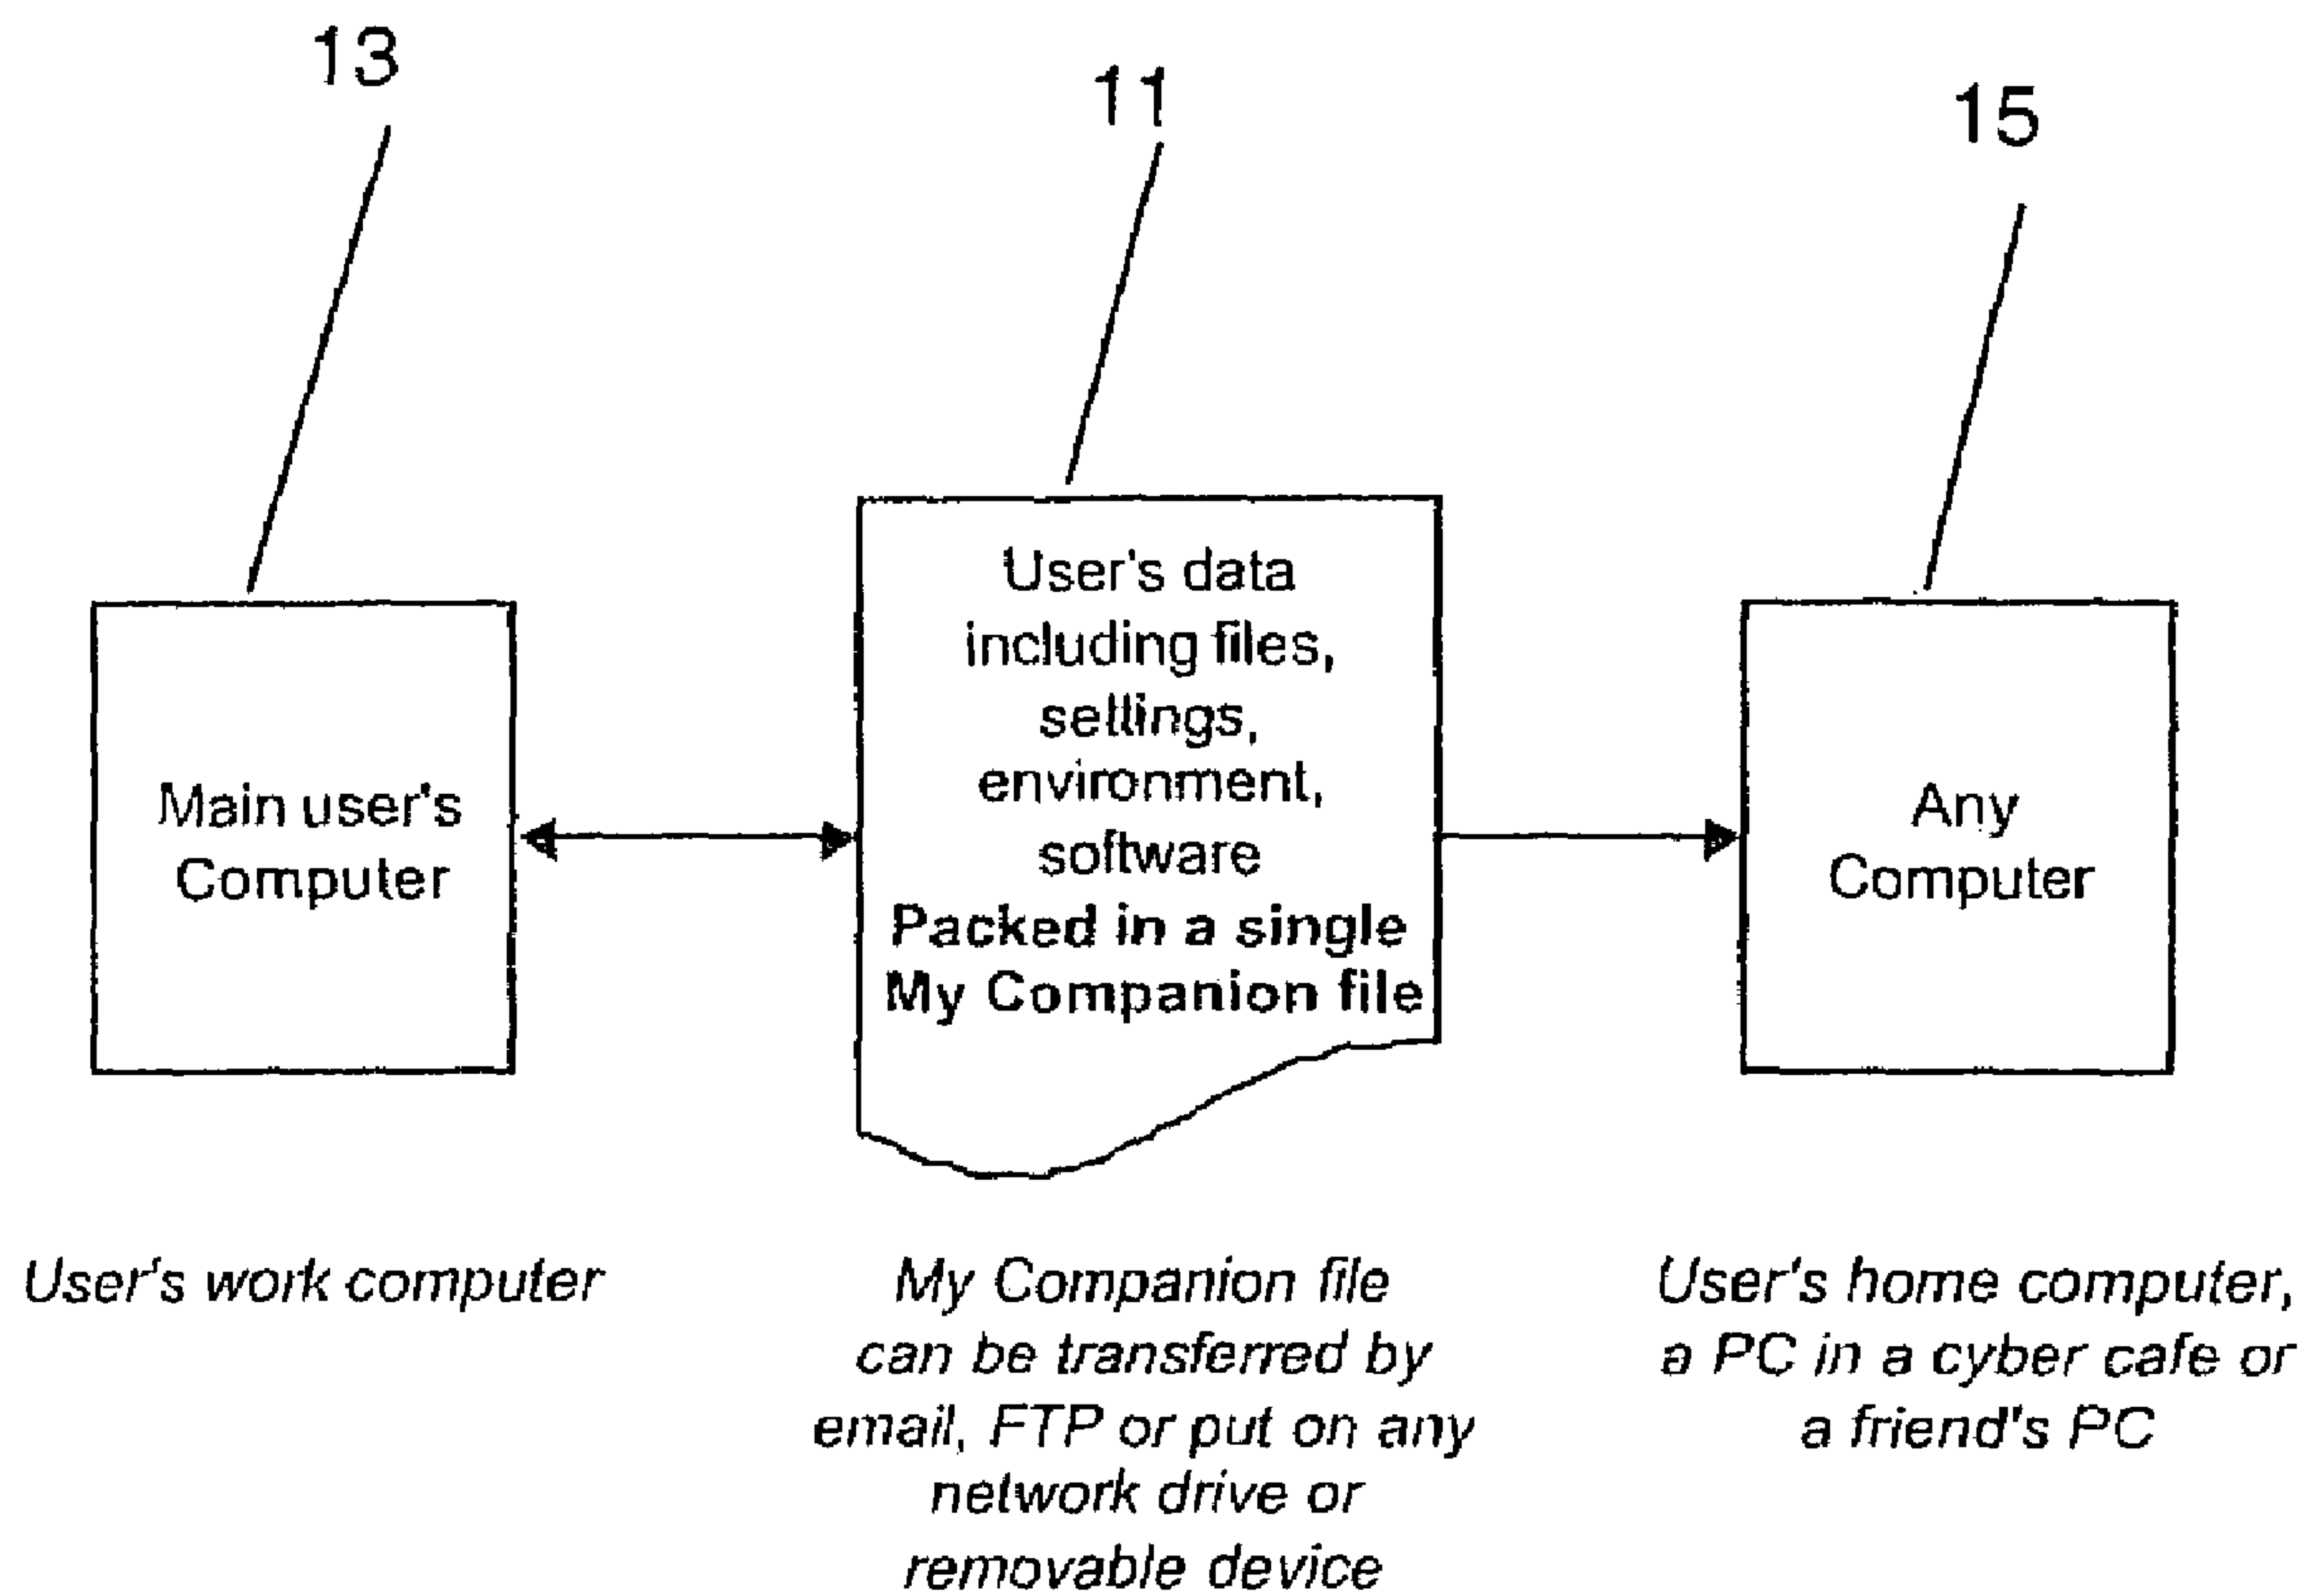 13
11
15
Main user's
Computer
User's data
including files,
settings,
environment,
software
Packed in a single
My Companion file
Any
Computer
User's work computer
My Companion file
can be transferred by
email, FTP or put on any
network drive or
removable device
User's home computer,
a PC in a cyber cafe or
a friend's PC